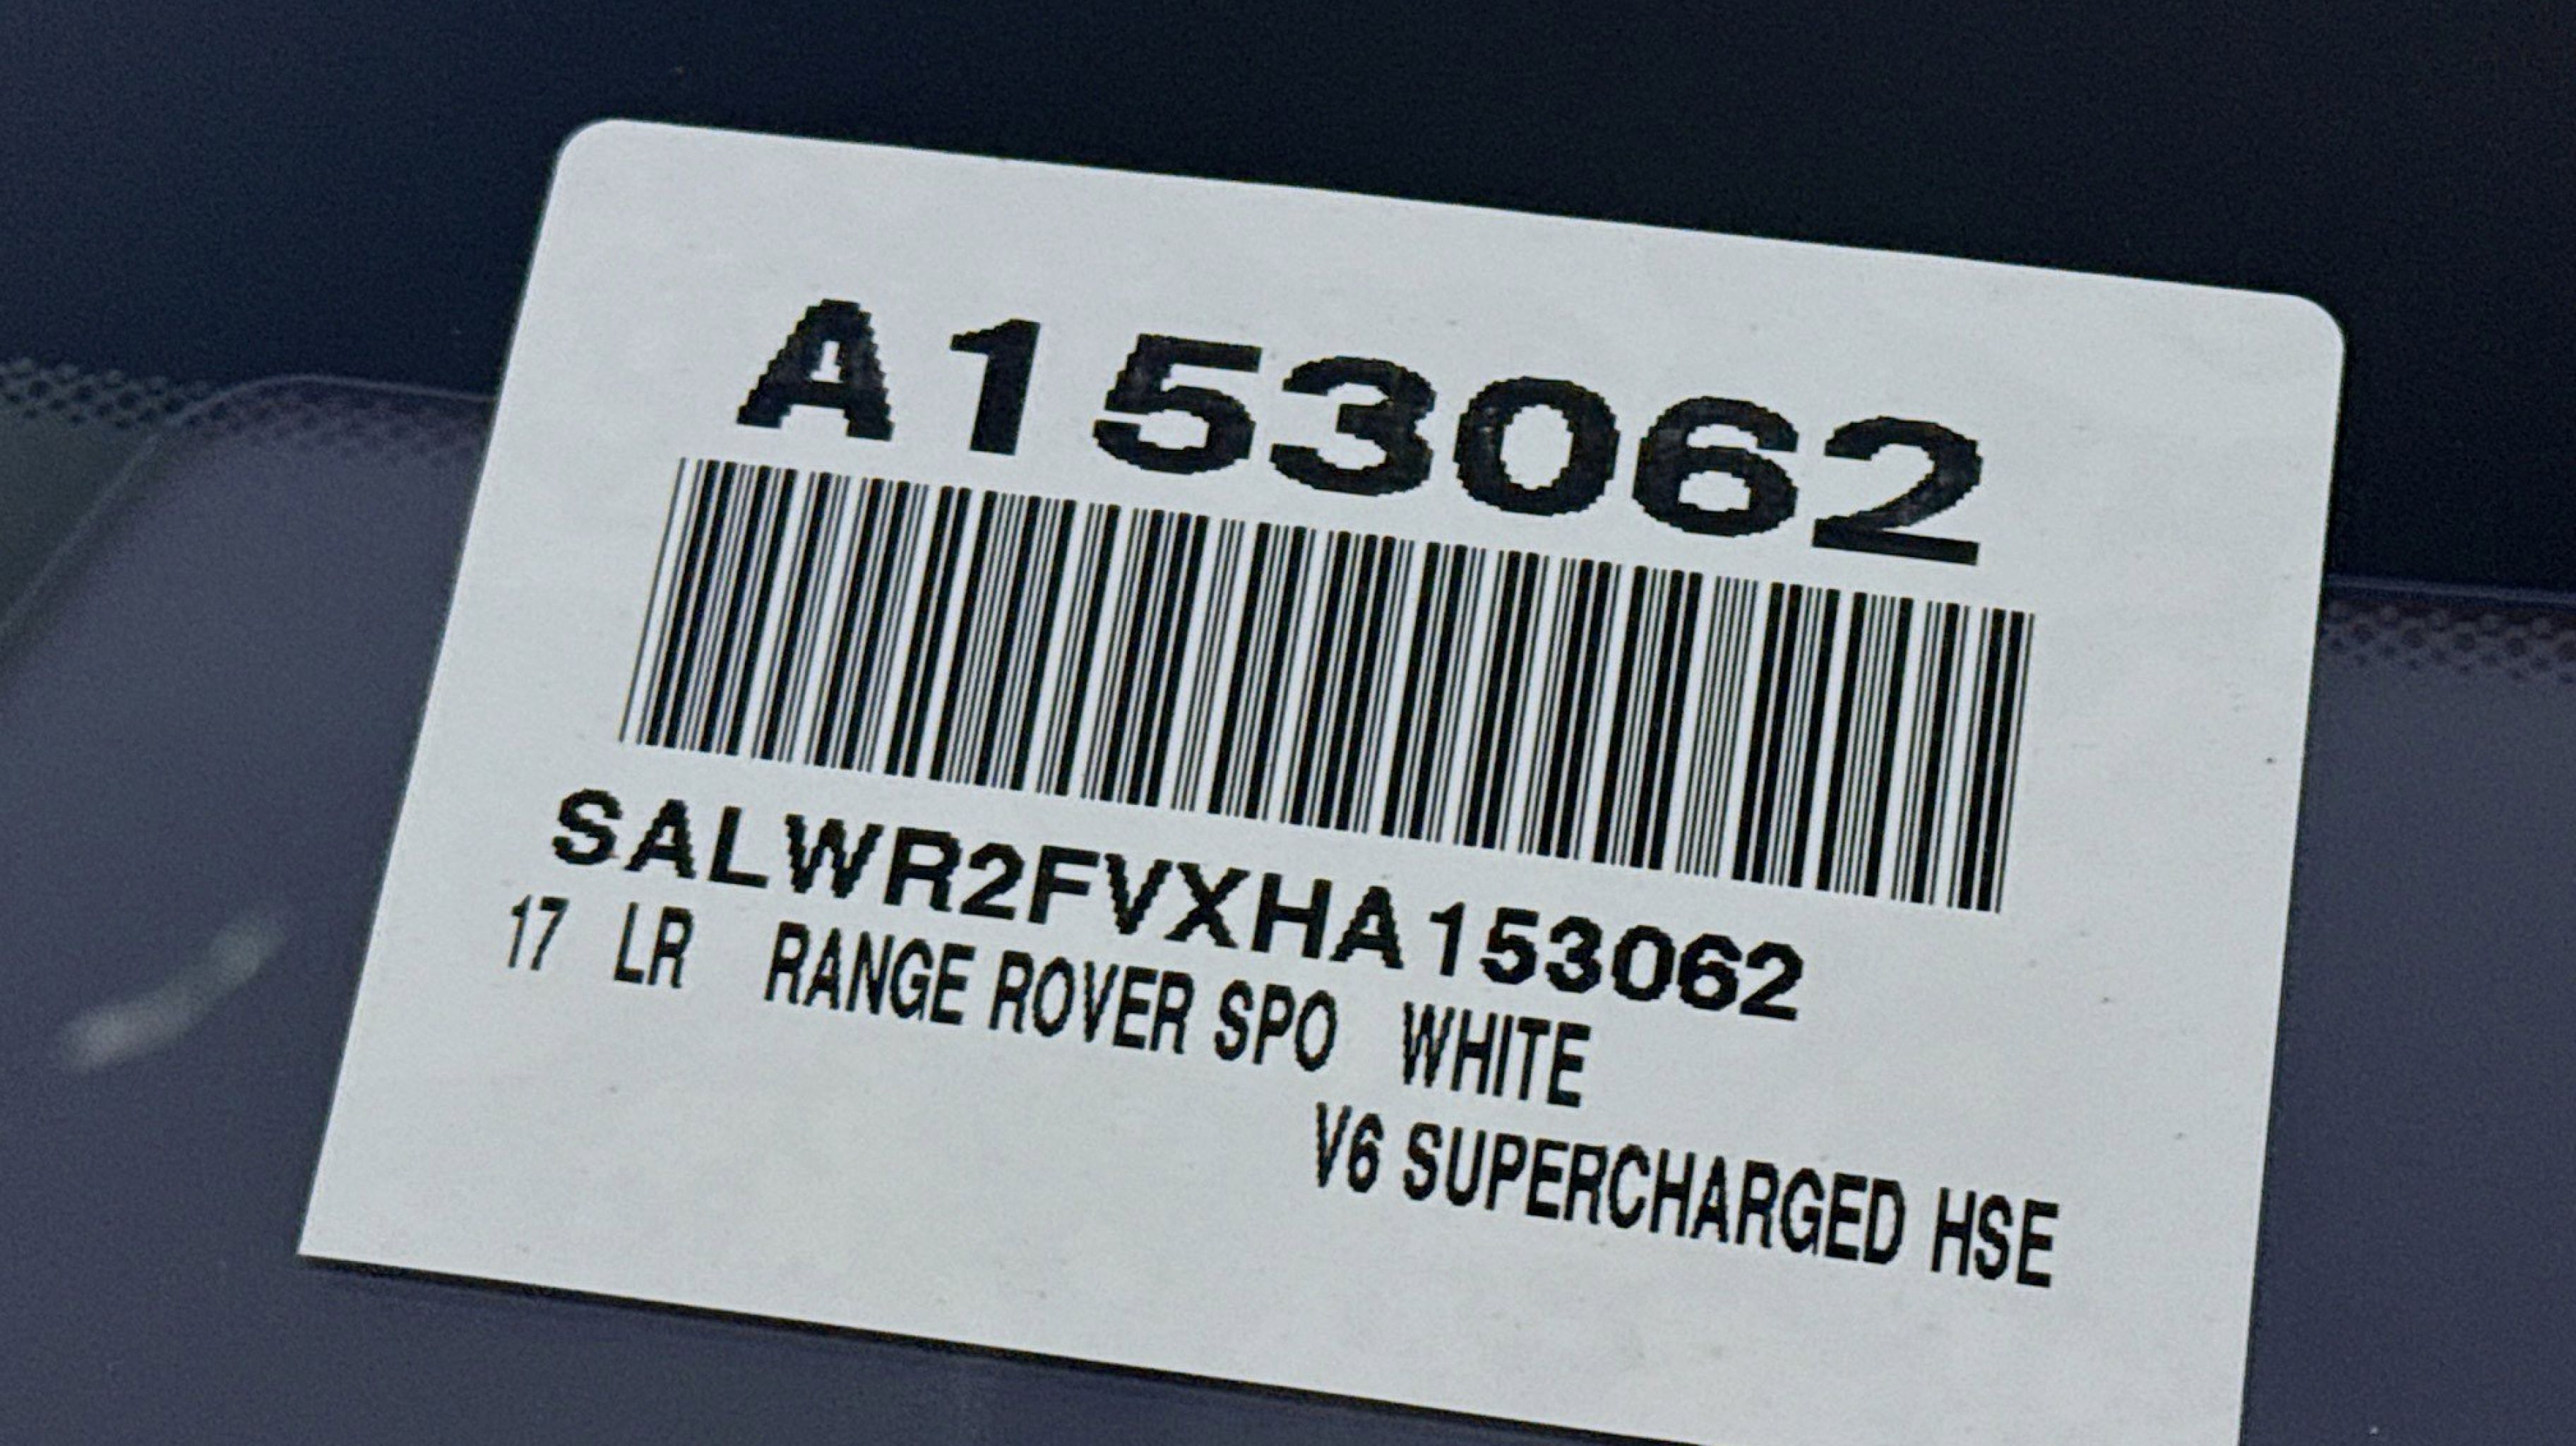 A153062
SALWR2FVXHA153062
17 LR RANGE ROVER SPO WHITE
V6 SUPERCHARGED HSE